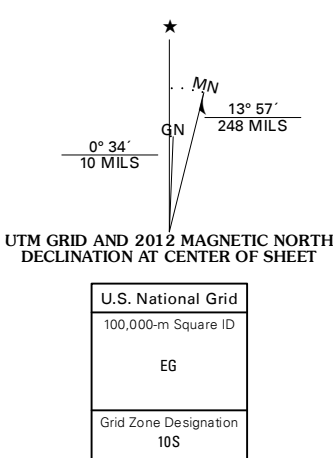 ★
MN
GN
13° 57´
248 MILS
0° 34´
10 MILS
UTM GRID AND 2012 MAGNETIC NORTH
DECLINATION AT CENTER OF SHEET
U.S. National Grid
100,000-m Square ID
EG
Grid Zone Designation
10S